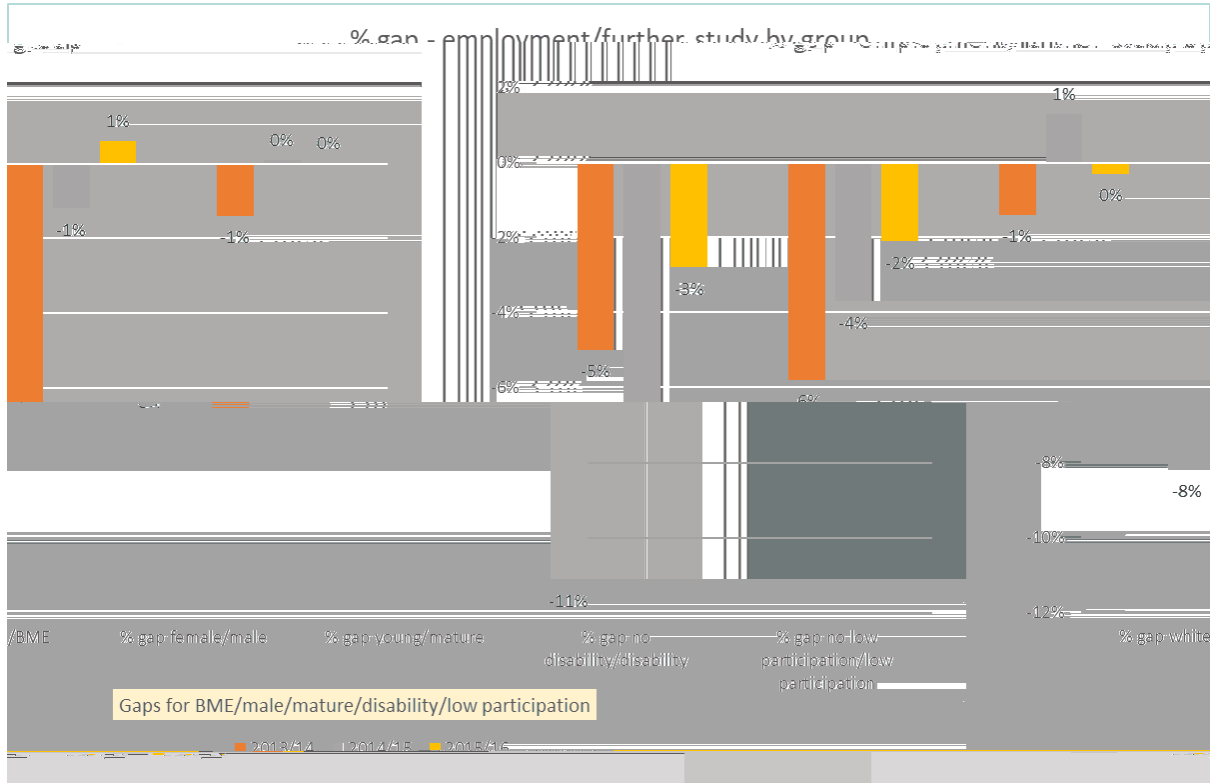 % gap - employment/further study by group
2%
1%
1%
0%
0%
0%
0%
-1%
-1%
-2%
-1%
-2%
-3%
-4%
-4%
-5%
-6%
-6%
-8%
-8%
-10%
-11%
-12%
/BME
% gap female/male
% gap young/mature
% gap no
disability/disability
% gap no low
participation/low
participation
% gap white
Gaps for BME/male/mature/disability/low participation
2013/14 2014/15 2015/16